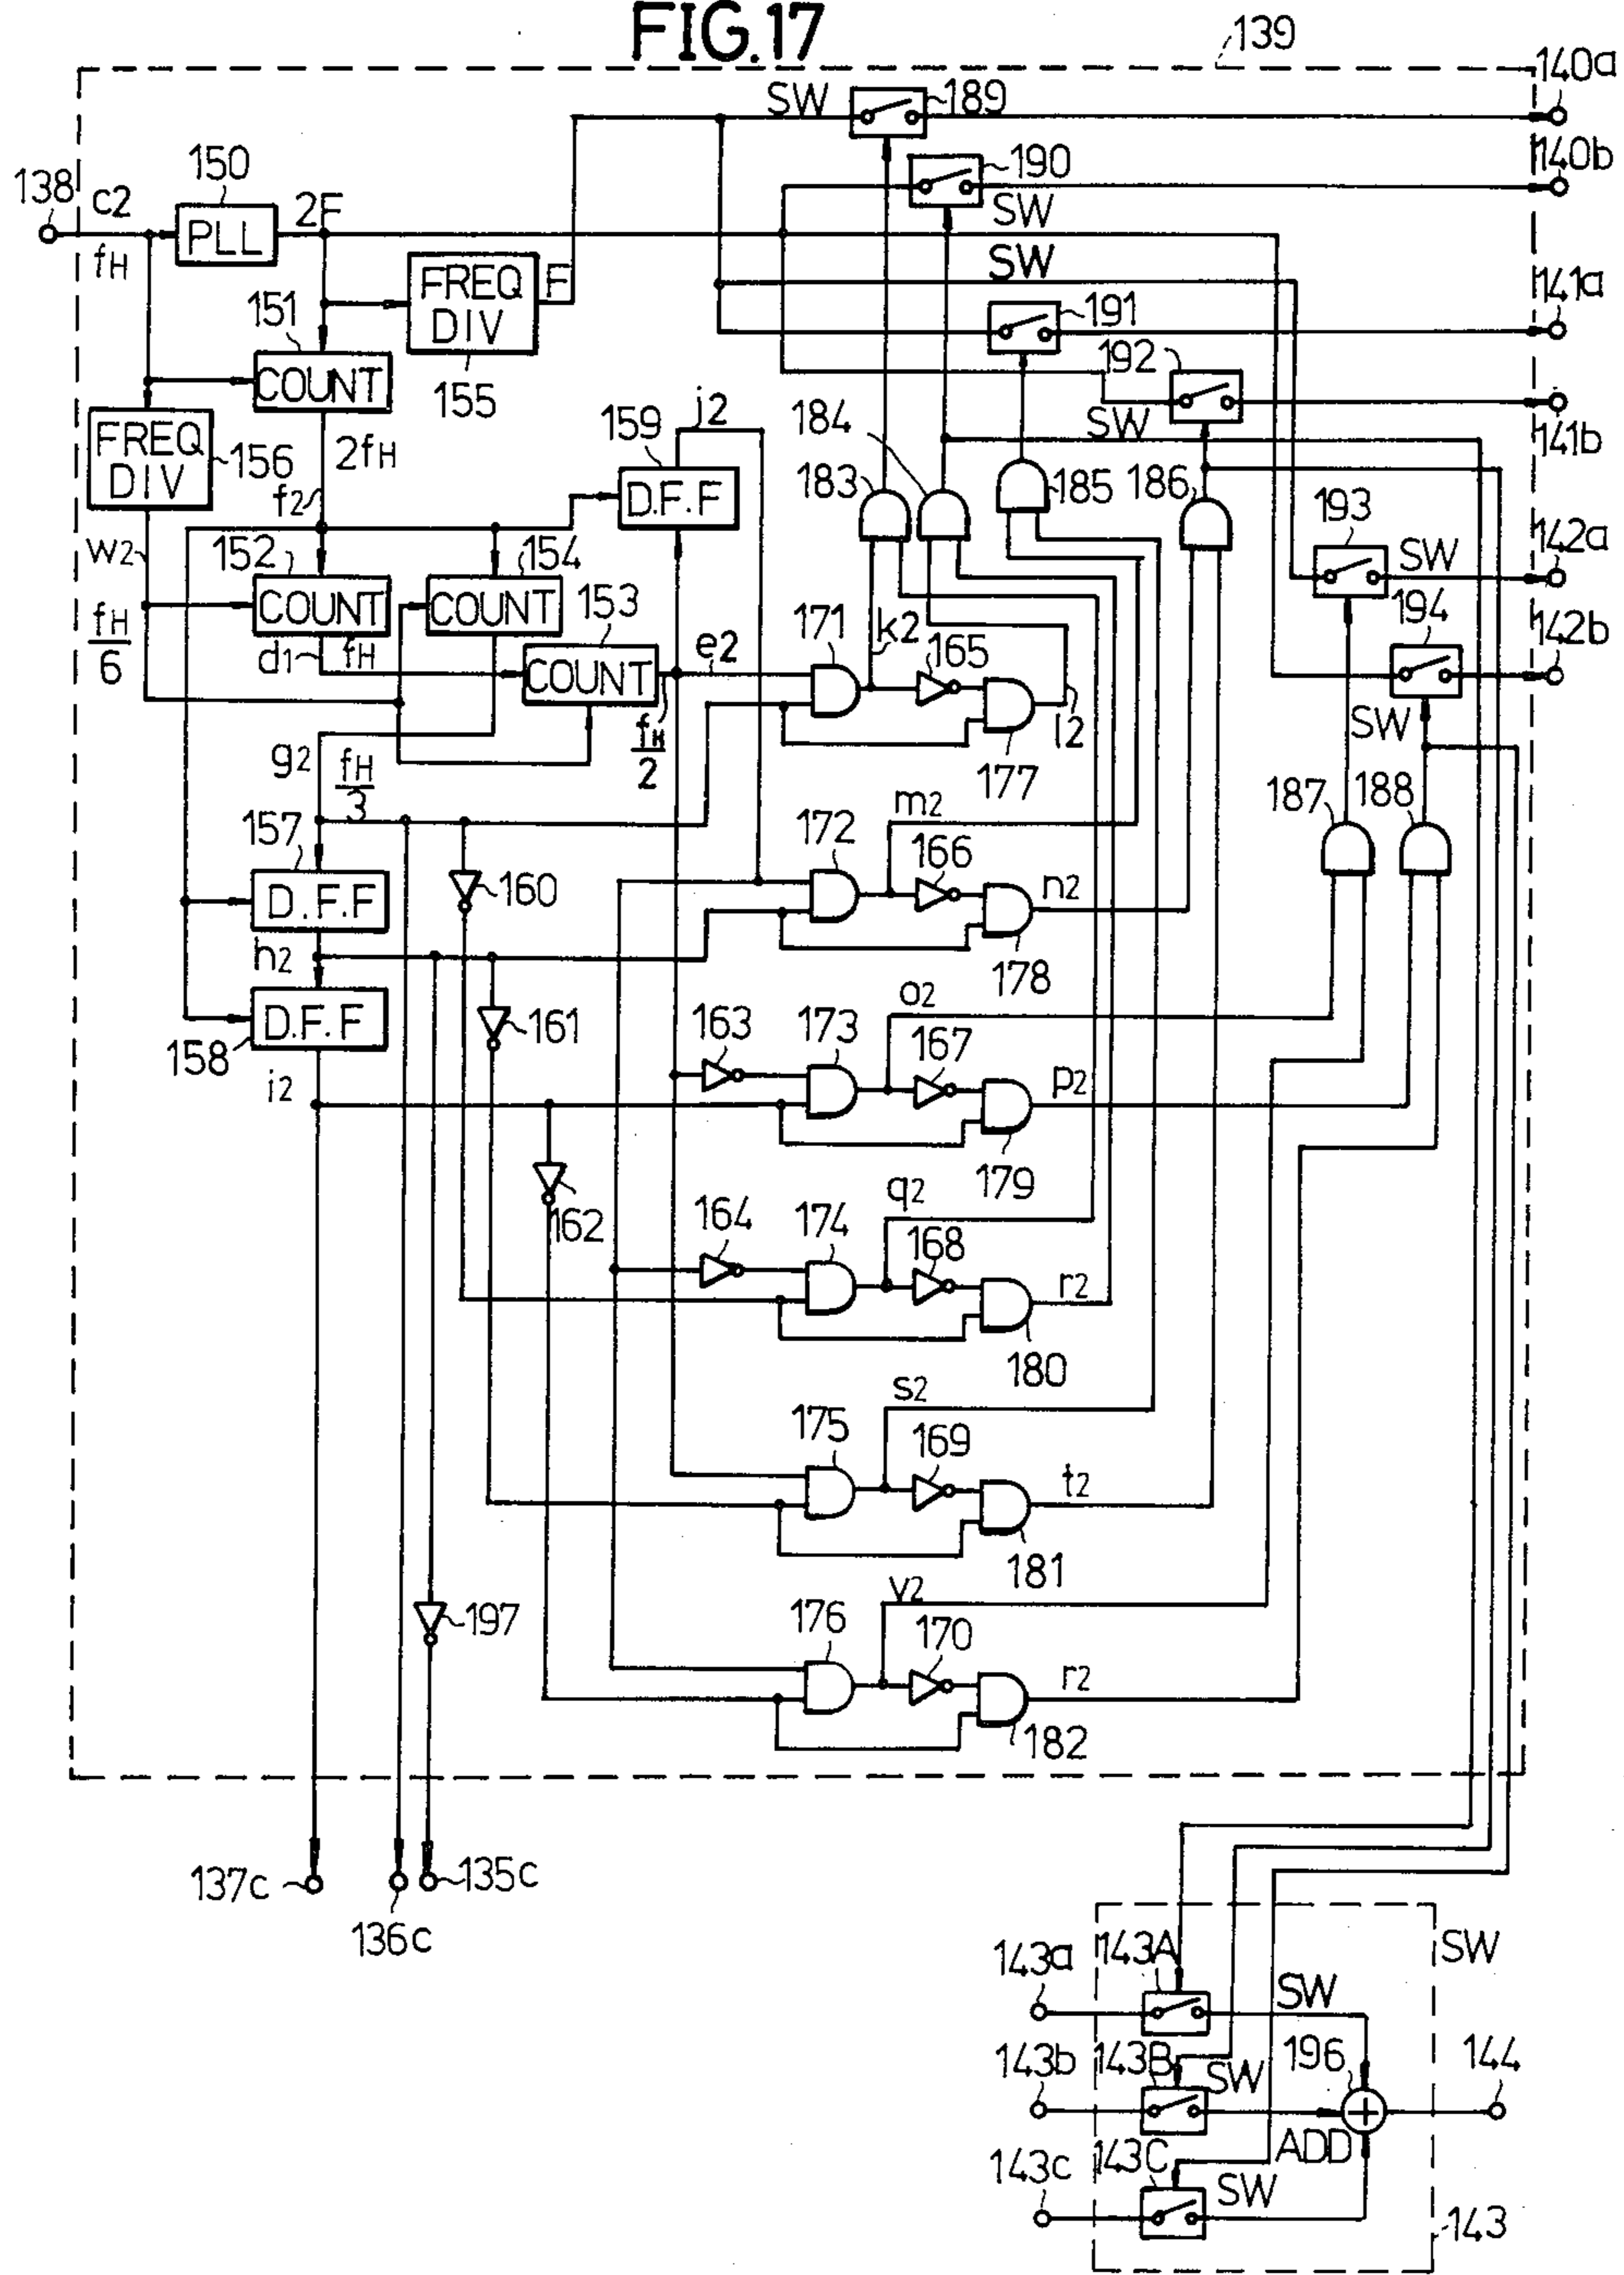 FIG.17
139
140a
SW
189
140b
190
150
138
c2
2F
PLL
SW
fH
SW
FREQ
DIV
F
141a
151
191
192
COUNT
155
159
j2
184
SW
141b
FREQ
DIV
156
2fH
183
185
186
D.F.F
f2
193
142a
w2
152
154
SW
COUNT
COUNT
153
171
k2
194
142b
fH
6
165
d1
fH
COUNT
e2
SW
g2
fH
3
fH
2
l2
177
187
188
m2
157
172
166
160
n2
D.F.F
h2
178
o2
D.F.F
161
163
173
167
158
p2
i2
179
162
q2
164
174
168
r2
180
s2
175
169
t2
181
v2
197
176
170
r2
182
137c
135c
136c
143a
143A
SW
SW
143b
143B
SW
196
144
ADD
143c
143C
SW
143